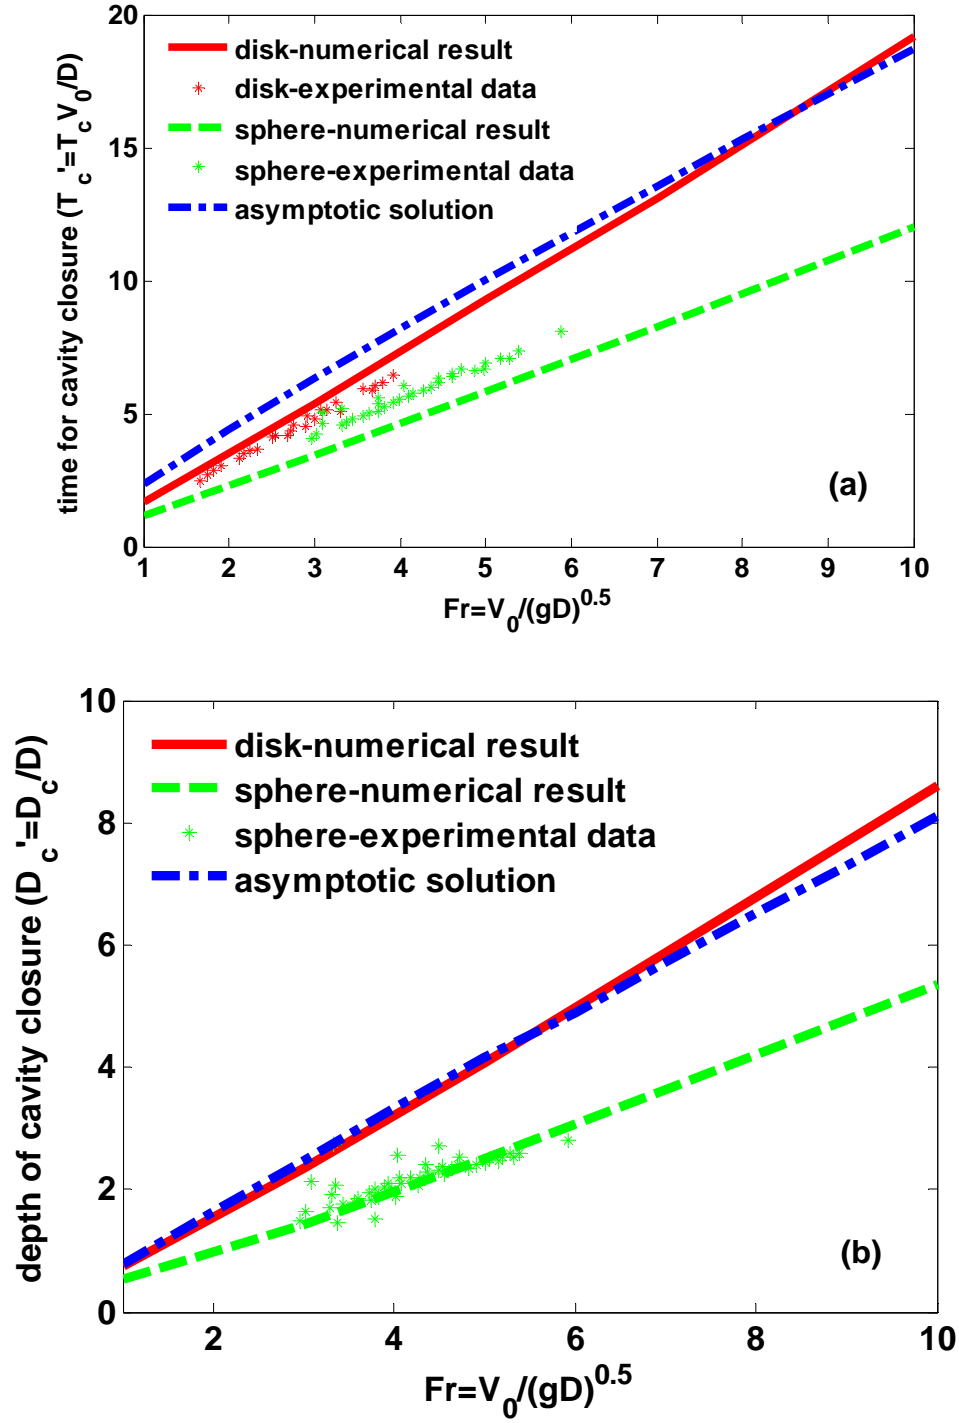 20
15
10
5
0
time for cavity closure (T_c'=T_cV_0/D)
disk-numerical result
disk-experimental data
sphere-numerical result
sphere-experimental data
asymptotic solution
(a)
1 2 3 4 5 6 7 8 9 10
Fr=V_0/(gD)^0.5
10
8
6
4
2
0
depth of cavity closure (D_c'=D_c/D)
disk-numerical result
sphere-numerical result
sphere-experimental data
asymptotic solution
(b)
2 4 6 8 10
Fr=V_0/(gD)^0.5